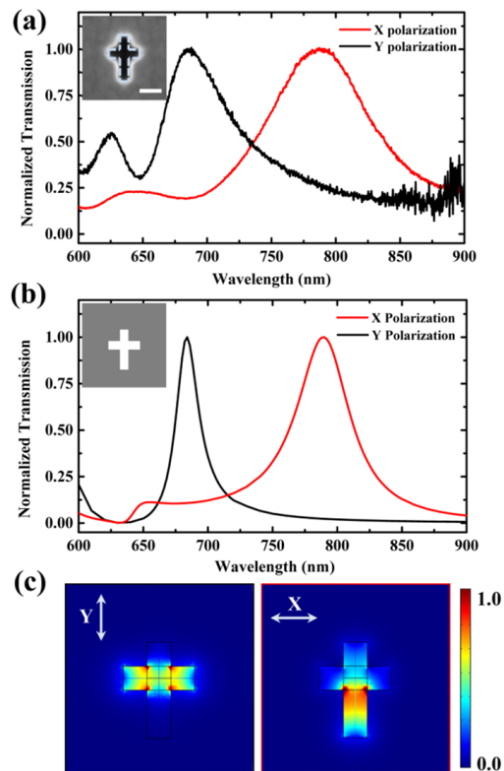 (a)
X polarization
Y polarization
1.00
0.75
0.50
0.25
0.00
Normalized Transmission
600 650 700 750 800 850 900
Wavelength (nm)
(b)
X Polarization
Y Polarization
1.00
0.75
0.50
0.25
0.00
Normalized Transmission
600 650 700 750 800 850 900
Wavelength (nm)
(c)
Y
X
1.0
0.0